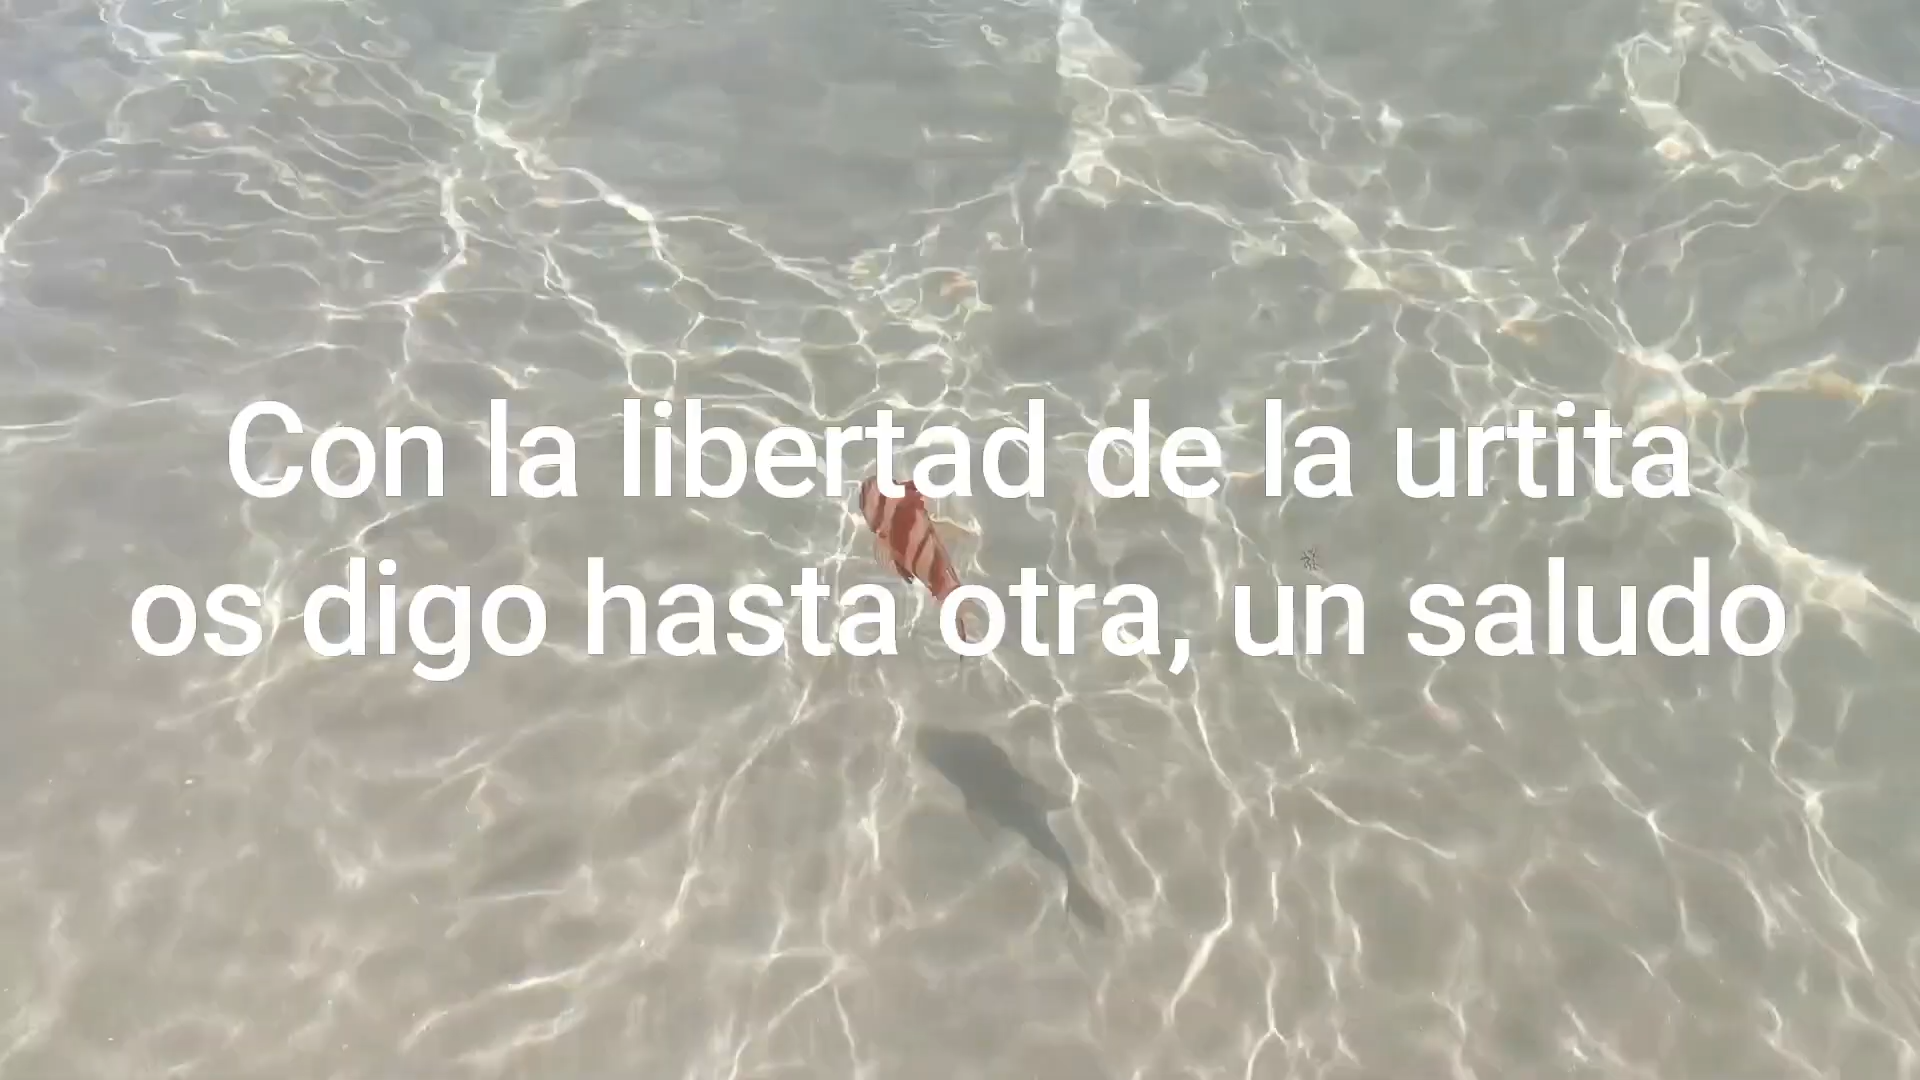 Con la libertad de la urtita
os digo hasta otra, un saludo